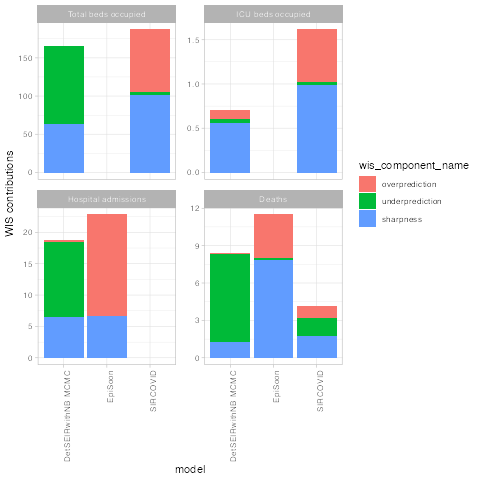 Total beds occupied
ICU beds occupied
150
100
50
0
1.5
1.0
0.5
0.0
WIS contributions
Hospital admissions
Deaths
20
15
10
5
0
12
9
6
3
0
DetSEIRwithNB MCMC
EpiSoon
SIRCOVID
DetSEIRwithNB MCMC
EpiSoon
SIRCOVID
model
wis_component_name
overprediction
underprediction
sharpness